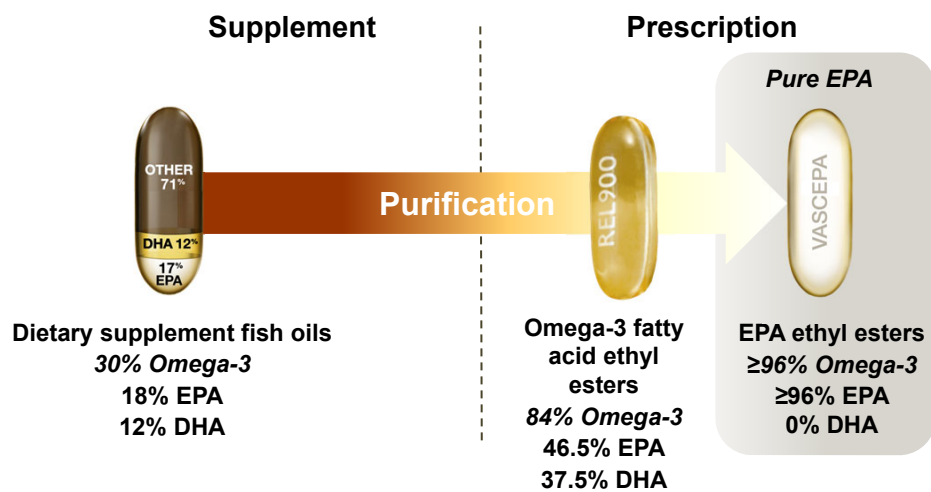 Supplement
Prescription
Pure EPA
OTHER
71%
DHA 12%
17%
EPA
Purification
REL900
VASCEPA
Dietary supplement fish oils
30% Omega-3
18% EPA
12% DHA
Omega-3 fatty
acid ethyl
esters
84% Omega-3
46.5% EPA
37.5% DHA
EPA ethyl esters
≥96% Omega-3
≥96% EPA
0% DHA